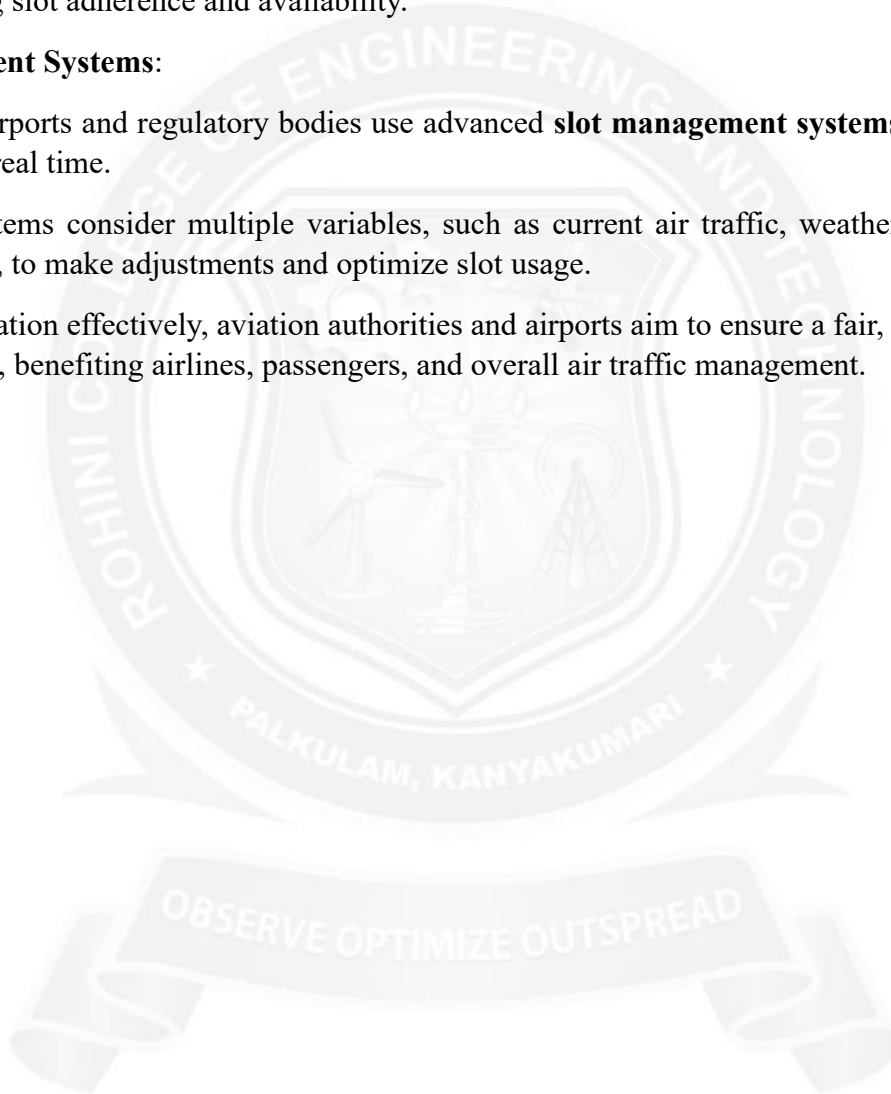 g slot adherence and availability.
ent Systems:
rports and regulatory bodies use advanced slot management systems
real time.
tems consider multiple variables, such as current air traffic, weather
, to make adjustments and optimize slot usage.
ation effectively, aviation authorities and airports aim to ensure a fair,
, benefiting airlines, passengers, and overall air traffic management.
ROHINI COLLEGE OF ENGINEERING AND TECHNOLOGY
PALKULAM, KANYAKUMARI
OBSERVE OPTIMIZE OUTSPREAD